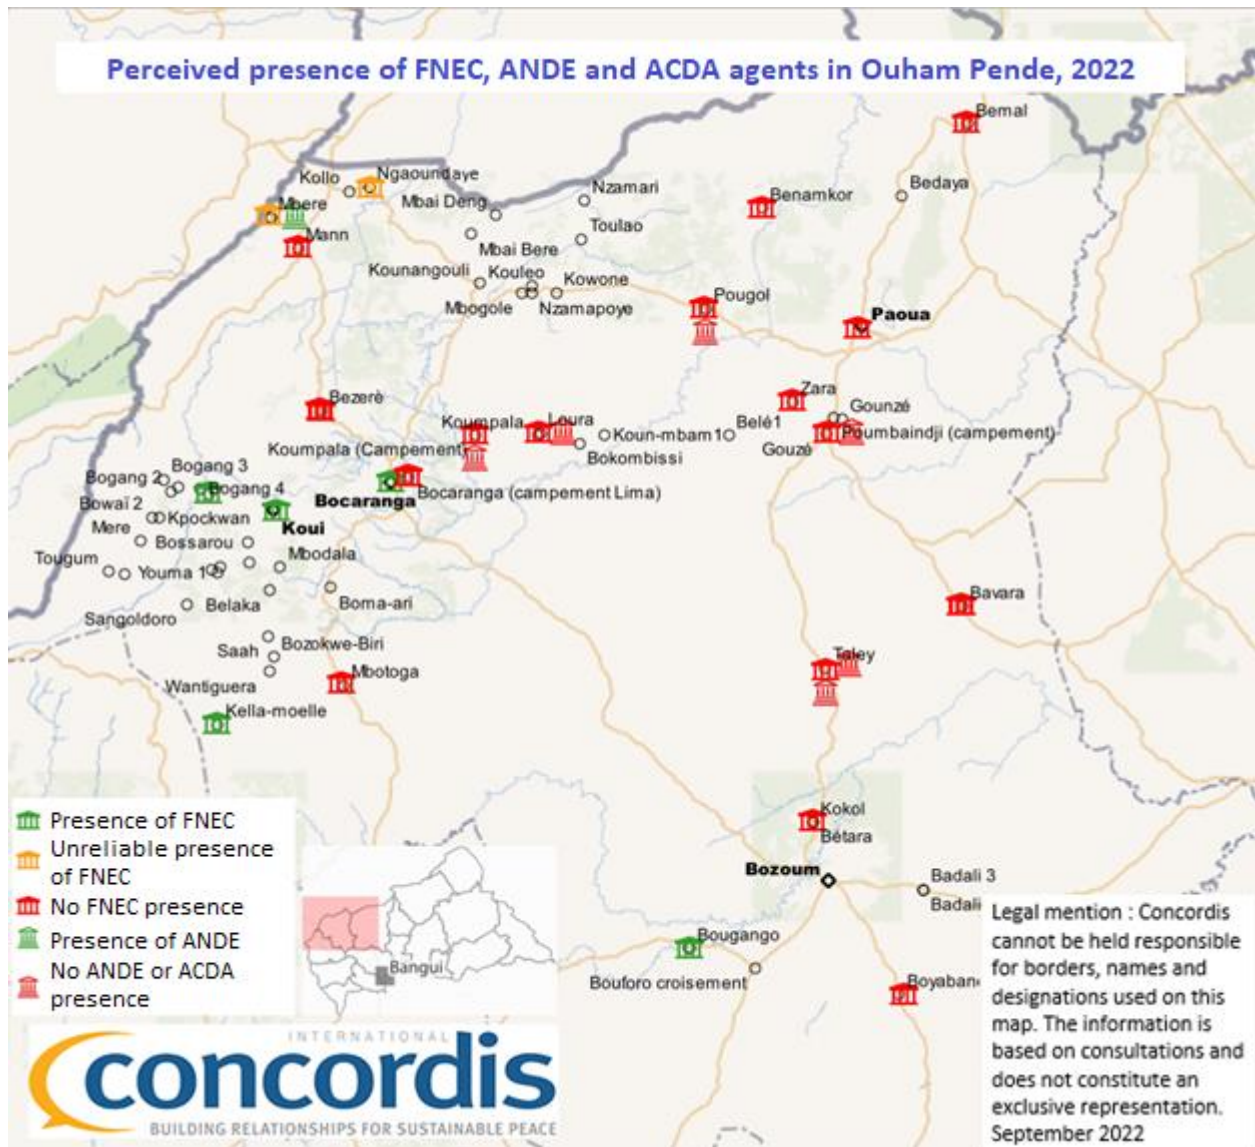 Perceived presence of FNEC, ANDE and ACDA agents in Ouham Pende, 2022
Bemal
Kollo
Ngaoundaye
Mbai Deng
Nzamari
Benamkor
Bedaya
Mbere
Mann
Toulao
Mbai Bere
Kounangouli
Kouleo
Kowone
Mbogole
Nzamapoye
Pougol
Paoua
Bezerè
Zara
Gounzé
Koumpala
Loura
Koun-mbam1
Belé1
Poumbaindji (campement)
Gouzé
Koumpala (Campement)
Bokombissi
Bogang 3
Bogang 2
Bogang 4
Bocaranga (campement Lima)
Bocaranga
Bowai 2
Kpockwan
Koui
Mere
Bossarou
Mbodala
Tougum
Youma 1
Belaka
Boma-ari
Bavara
Sangoldoro
Saah
Bozokwe-Biri
Taley
Mbotoga
Wantiguera
Kella-moelle
Kokol
Bétara
Bozoum
Badali 3
Badali
Bougango
Bouforo croisement
Boyaban
Presence of FNEC
Unreliable presence
of FNEC
No FNEC presence
Presence of ANDE
No ANDE or ACDA
presence
Bangui
Legal mention : Concordis
cannot be held responsible
for borders, names and
designations used on this
map. The information is
based on consultations and
does not constitute an
exclusive representation.
September 2022
INTERNATIONAL
concordis
BUILDING RELATIONSHIPS FOR SUSTAINABLE PEACE